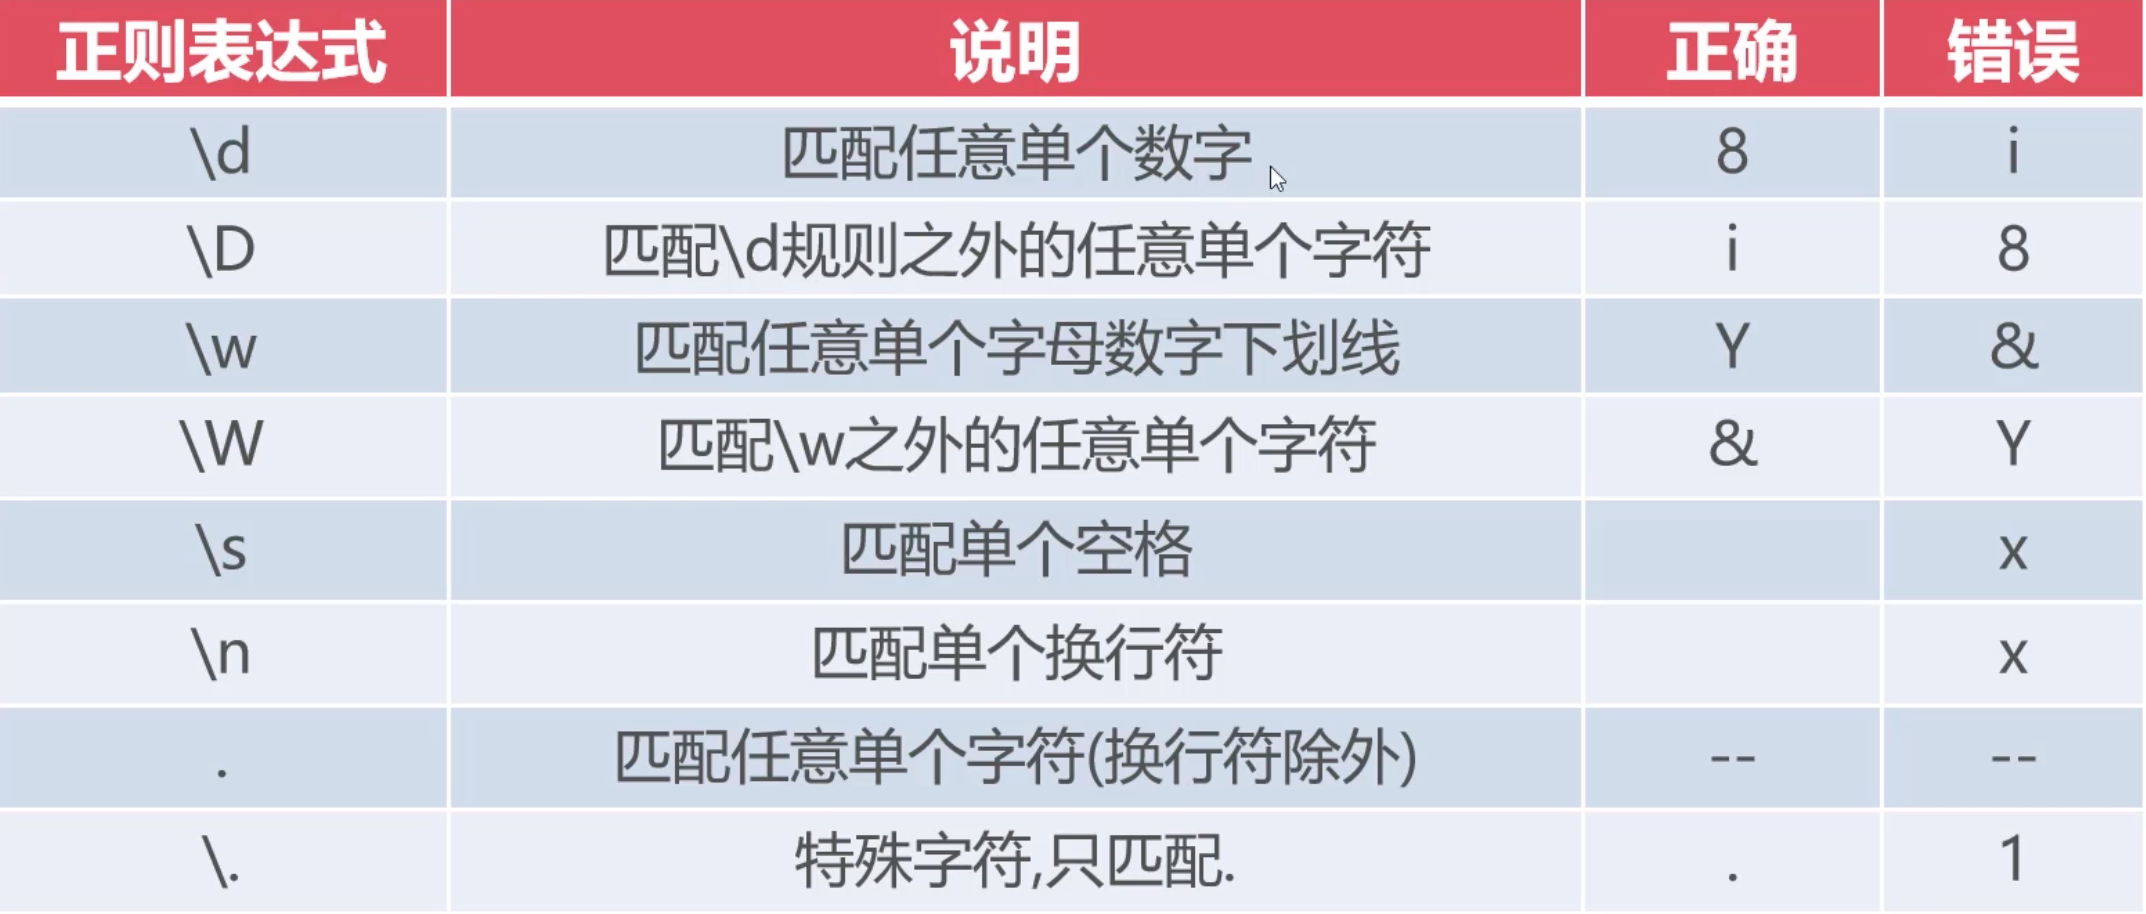 正则表达式 说明 正确 错误
\d 匹配任意单个数字 8 i
\D 匹配\d规则之外的任意单个字符 i 8
\w 匹配任意单个字母数字下划线 Y &
\W 匹配\w之外的任意单个字符 & Y
\s 匹配单个空格 x
\n 匹配单个换行符 x
. 匹配任意单个字符(换行符除外) -- --
\. 特殊字符,只匹配. . 1